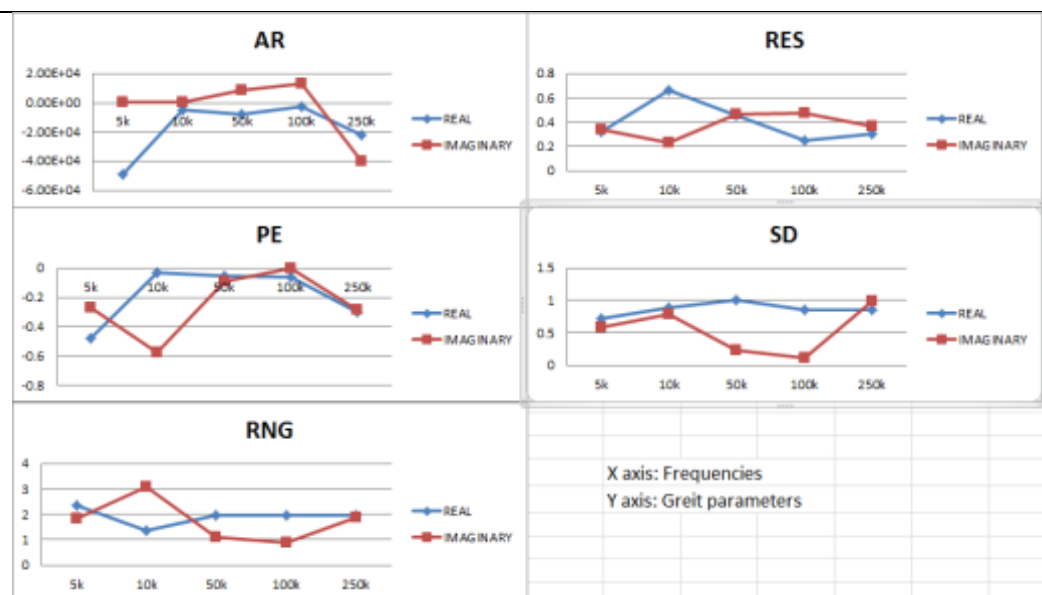 AR
2.00E+04
0.00E+00
-2.00E+04
-4.00E+04
-6.00E+04
5k 10k 50k 100k 250k
REAL
IMAGINARY
RES
0.8
0.6
0.4
0.2
0
5k 10k 50k 100k 250k
REAL
IMAGINARY
PE
0
-0.2
-0.4
-0.6
-0.8
5k 10k 50k 100k 250k
REAL
IMAGINARY
SD
1.5
1
0.5
0
5k 10k 50k 100k 250k
REAL
IMAGINARY
RNG
4
3
2
1
0
5k 10k 50k 100k 250k
REAL
IMAGINARY
X axis: Frequencies
Y axis: Greit parameters